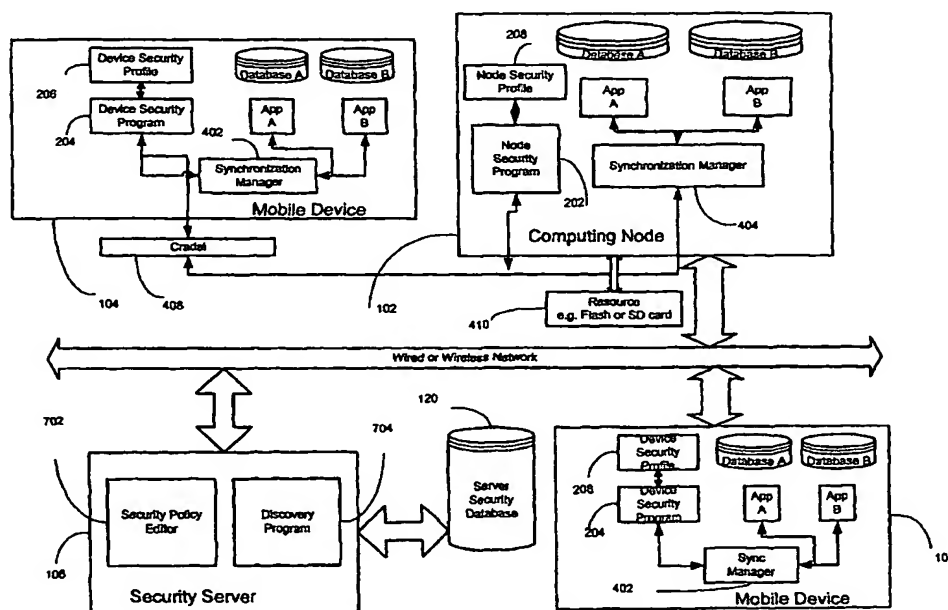 Device Security
Profile
206
Device Security
Program
204
Database A
Database B
App
A
App
B
402
Synchronization
Manager
Mobile Device
104
Cradel
408
208
Node Security
Profile
Database A
Database B
App
A
App
B
Node
Security
Program
202
Synchronization Manager
404
Computing Node
102
Resource
e.g. Flash or SD card
410
Wired or Wireless Network
702
704
Security Policy
Editor
Discovery
Program
106
Security Server
120
Server
Security
Database
Device
Security
Profile
208
Device
Security
Program
204
Database A
Database B
App
A
App
B
Sync
Manager
402
Mobile Device
10